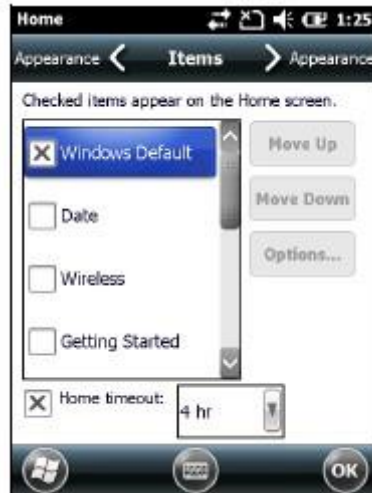 Home 1:25
Appearance Items Appearance
Checked items appear on the Home screen.
Windows Default
Move Up
Date
Move Down
Wireless
Options...
Getting Started
Home timeout: 4 hr
OK